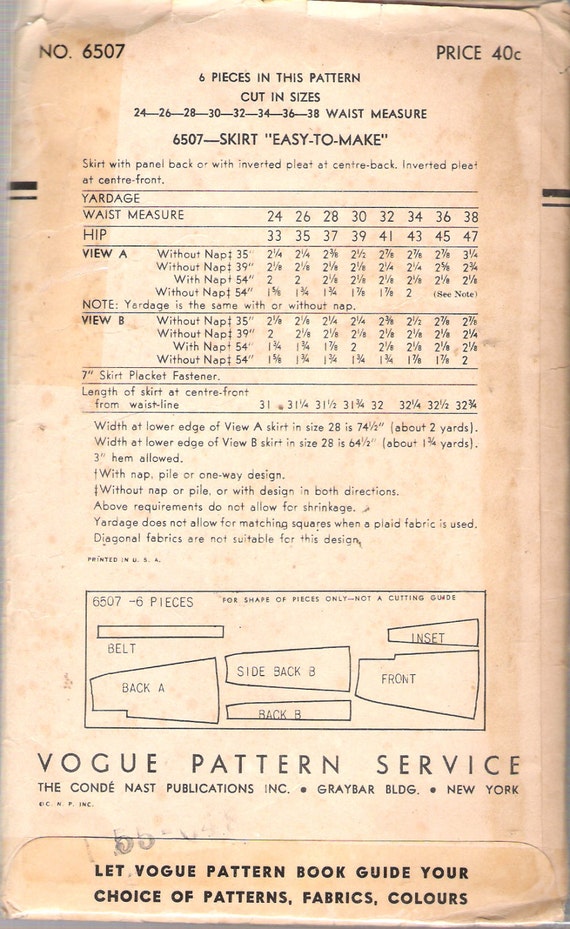 NO. 6507 PRICE 40c
6 PIECES IN THIS PATTERN
CUT IN SIZES
24—26—28—30—32—34—36—38 WAIST MEASURE
6507—SKIRT "EASY-TO-MAKE"
Skirt with panel back or with inverted pleat at centre-back. Inverted pleat
at centre-front.
YARDAGE
WAIST MEASURE 24 26 28 30 32 34 36 38
HIP 33 35 37 39 41 43 45 47
VIEW A Without Nap‡ 35" 2¼ 2¼ 2⅜ 2½ 2⅞ 2⅞ 2⅞ 3¼
Without Nap‡ 39" 2⅛ 2⅛ 2⅛ 2⅛ 2¼ 2¼ 2⅝ 2¾
With Nap† 54" 2 2 2⅛ 2⅛ 2⅛ 2⅛ 2⅛ 2⅛
Without Nap‡ 54" 1⅝ 1¾ 1¾ 1⅞ 1⅞ 2 (See Note)
NOTE: Yardage is the same with or without nap.
VIEW B Without Nap‡ 35" 2⅛ 2⅛ 2¼ 2¼ 2⅜ 2½ 2⅞ 2⅞
Without Nap‡ 39" 2 2⅛ 2⅛ 2⅛ 2⅛ 2⅛ 2⅛ 2¼
With Nap† 54" 1¾ 1¾ 1⅞ 2 2⅛ 2⅛ 2⅛ 2⅛
Without Nap‡ 54" 1⅝ 1¾ 1¾ 1¾ 1¾ 1⅞ 1⅞ 2
7" Skirt Placket Fastener.
Length of skirt at centre-front
from waist-line 31 31¼ 31½ 31¾ 32 32¼ 32½ 32¾
Width at lower edge of View A skirt in size 28 is 74½" (about 2 yards).
Width at lower edge of View B skirt in size 28 is 64½" (about 1¾ yards).
3" hem allowed.
†With nap, pile or one-way design.
‡Without nap or pile, or with design in both directions.
Above requirements do not allow for shrinkage.
Yardage does not allow for matching squares when a plaid fabric is used.
Diagonal fabrics are not suitable for this design.
PRINTED IN U. S. A.
6507 -6 PIECES FOR SHAPE OF PIECES ONLY—NOT A CUTTING GUIDE
BELT
INSET
BACK A
SIDE BACK B
FRONT
BACK B
VOGUE PATTERN SERVICE
THE CONDÉ NAST PUBLICATIONS INC. • GRAYBAR BLDG. • NEW YORK
©C. N. P. INC.
LET VOGUE PATTERN BOOK GUIDE YOUR
CHOICE OF PATTERNS, FABRICS, COLOURS